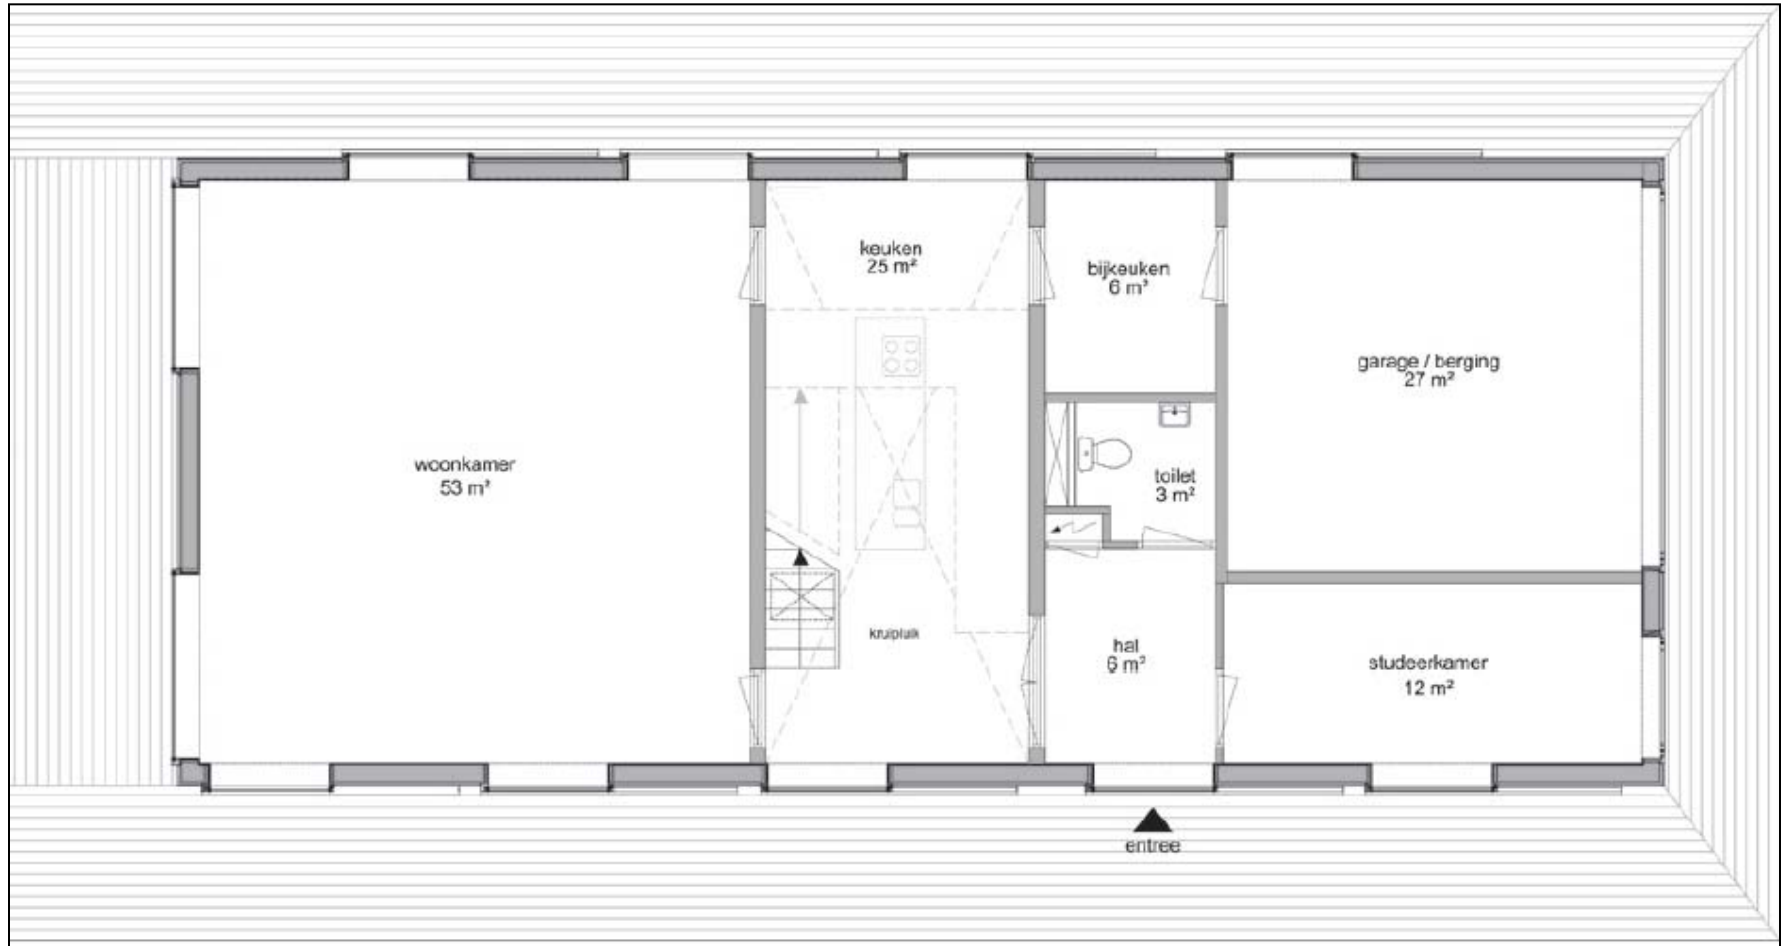 keuken
25 m²
bijkeuken
6 m²
garage / berging
27 m²
woonkamer
53 m²
toilet
3 m²
kruipluik
hal
6 m²
studeerkamer
12 m²
entree